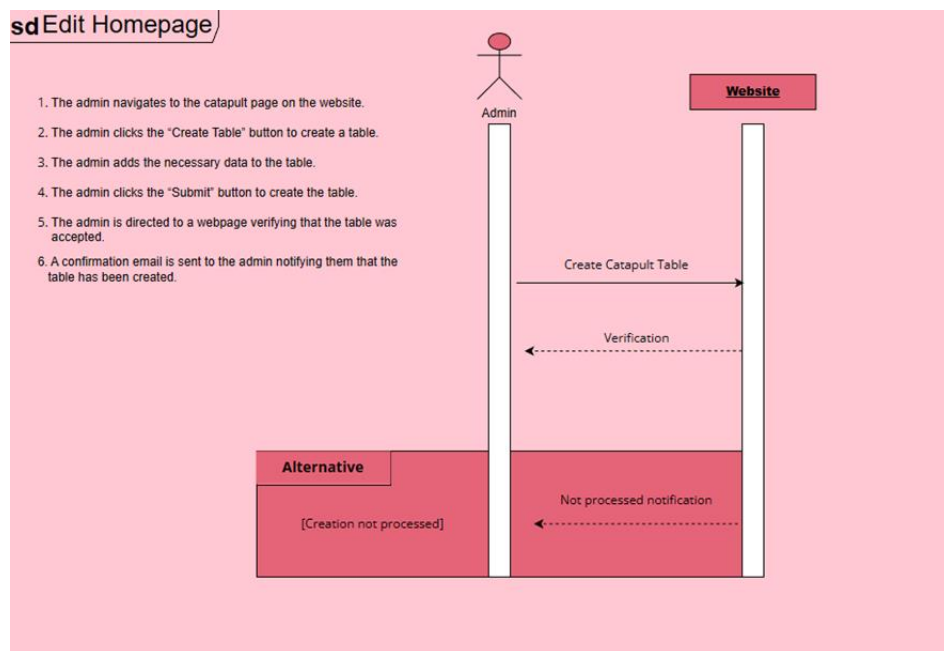 sd Edit Homepage
1. The admin navigates to the catapult page on the website.
2. The admin clicks the “Create Table” button to create a table.
3. The admin adds the necessary data to the table.
4. The admin clicks the “Submit” button to create the table.
5. The admin is directed to a webpage verifying that the table was
accepted.
6. A confirmation email is sent to the admin notifying them that the
table has been created.
Admin
Website
Create Catapult Table
Verification
Alternative
[Creation not processed]
Not processed notification